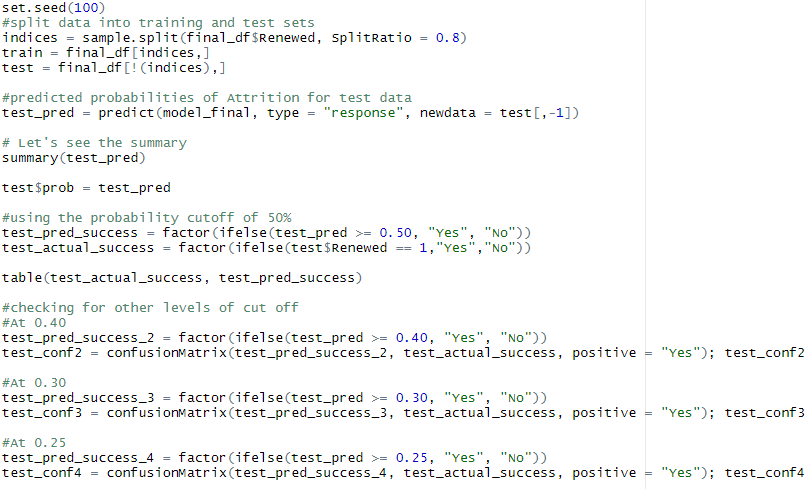 set.seed(100)
#split data into training and test sets
indices = sample.split(final_df$Renewed, SplitRatio = 0.8)
train = final_df[indices,]
test = final_df[!(indices),]
#predicted probabilities of Attrition for test data
test_pred = predict(model_final, type = "response", newdata = test[,-1])
# Let's see the summary
summary(test_pred)
test$prob = test_pred
#using the probability cutoff of 50%
test_pred_success = factor(ifelse(test_pred >= 0.50, "Yes", "No"))
test_actual_success = factor(ifelse(test$Renewed == 1,"Yes","No"))
table(test_actual_success, test_pred_success)
#checking for other levels of cut off
#At 0.40
test_pred_success_2 = factor(ifelse(test_pred >= 0.40, "Yes", "No"))
test_conf2 = confusionMatrix(test_pred_success_2, test_actual_success, positive = "Yes"); test_conf2
#At 0.30
test_pred_success_3 = factor(ifelse(test_pred >= 0.30, "Yes", "No"))
test_conf3 = confusionMatrix(test_pred_success_3, test_actual_success, positive = "Yes"); test_conf3
#At 0.25
test_pred_success_4 = factor(ifelse(test_pred >= 0.25, "Yes", "No"))
test_conf4 = confusionMatrix(test_pred_success_4, test_actual_success, positive = "Yes"); test_conf4